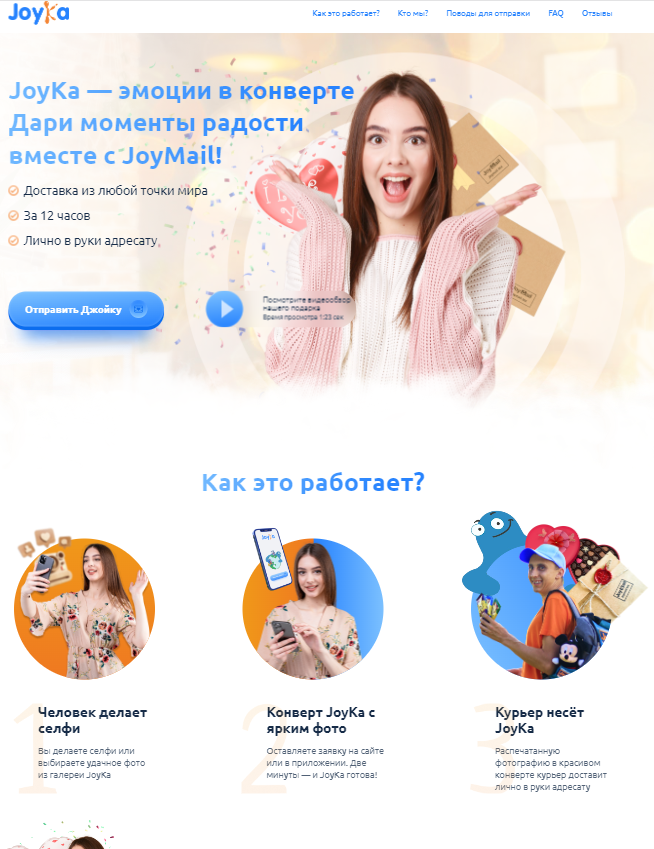 JoyKa
Как это работает?
Кто мы?
Поводы для отправки
FAQ
Отзывы
JoyKa — эмоции в конверте
Дари моменты радости
вместе с JoyMail!
Доставка из любой точки мира
За 12 часов
Лично в руки адресату
Отправить Джойку
Посмотрите видеообзор
нашего подарка
Время просмотра 1:23 сек
Как это работает?
1
Человек делает
селфи
Вы делаете селфи или
выбираете удачное фото
из галереи JoyKa
2
Конверт JoyKa с
ярким фото
Оставляете заявку на сайте
или в приложении. Две
минуты — и JoyKa готова!
3
Курьер несёт
JoyKa
Распечатанную
фотографию в красивом
конверте курьер доставит
лично в руки адресату